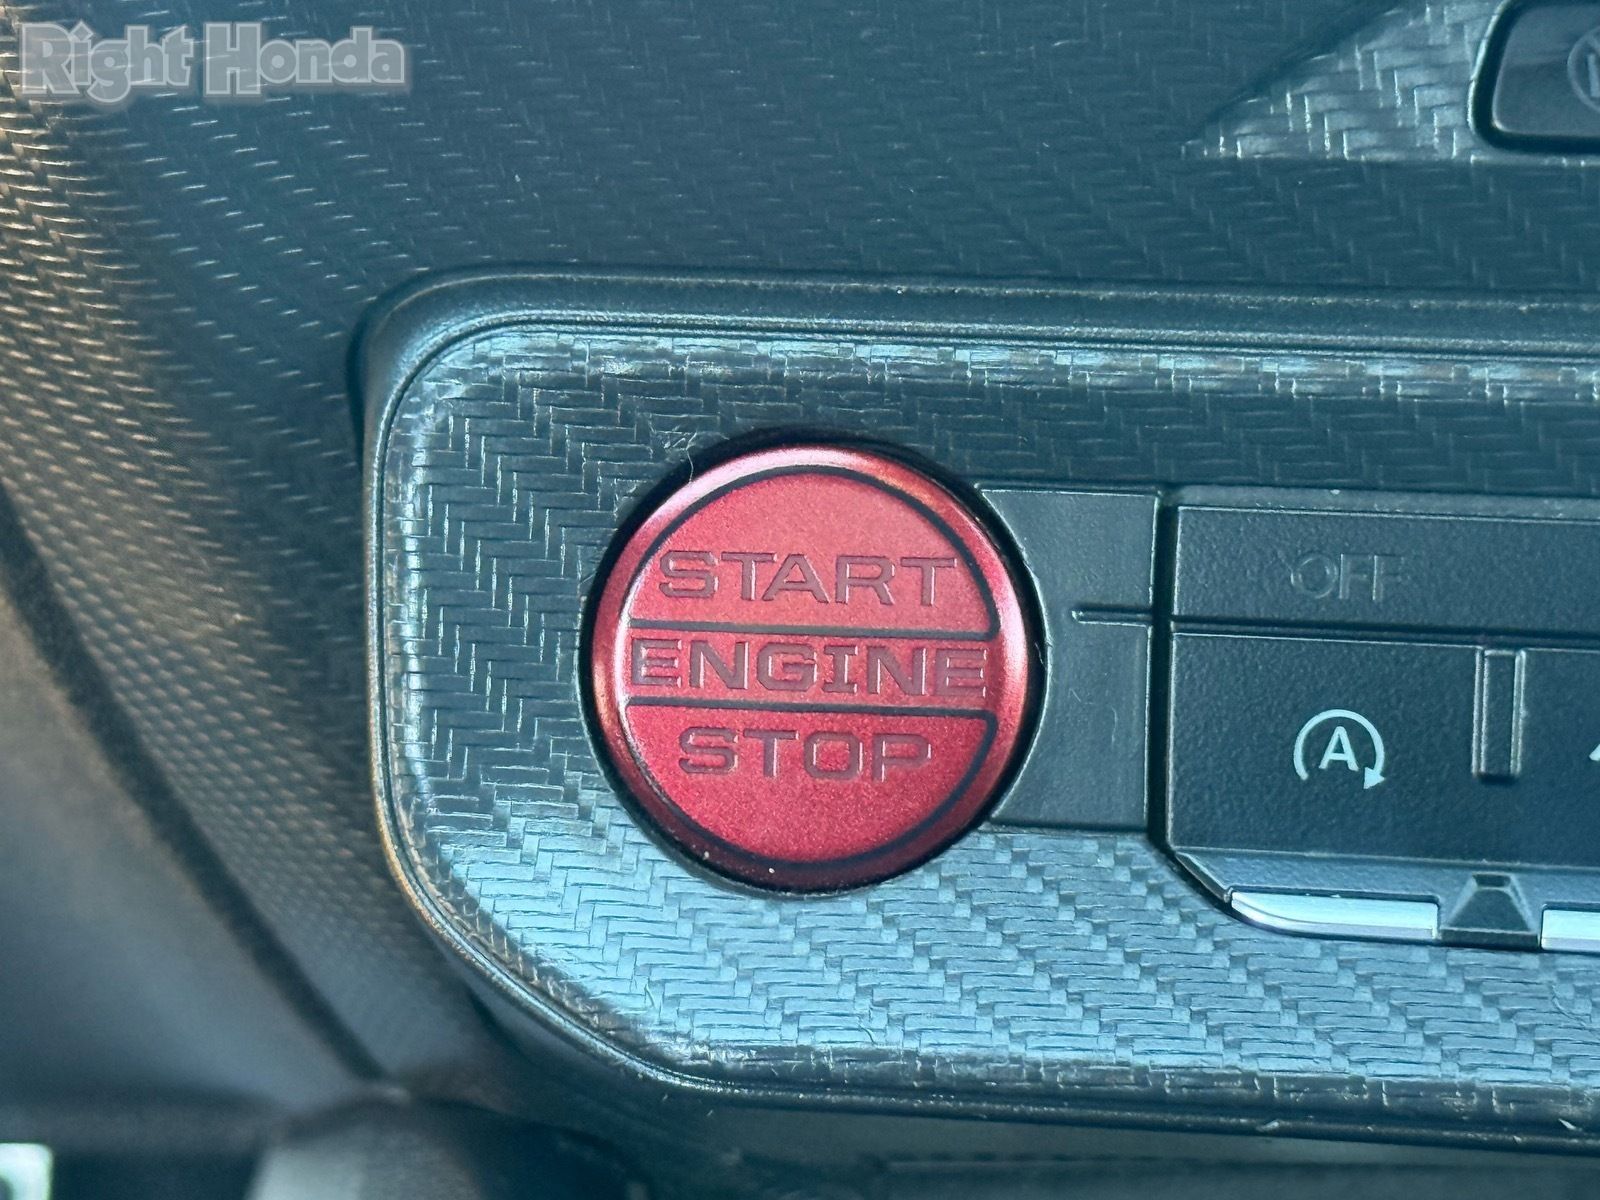 Right Honda
START
ENGINE
STOP
OFF
A